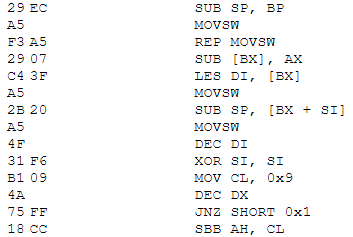 29 EC SUB SP, BP
A5 MOVSW
F3 A5 REP MOVSW
29 07 SUB [BX], AX
C4 3F LES DI, [BX]
A5 MOVSW
2B 20 SUB SP, [BX + SI]
A5 MOVSW
4F DEC DI
31 F6 XOR SI, SI
B1 09 MOV CL, 0x9
4A DEC DX
75 FF JNZ SHORT 0x1
18 CC SBB AH, CL